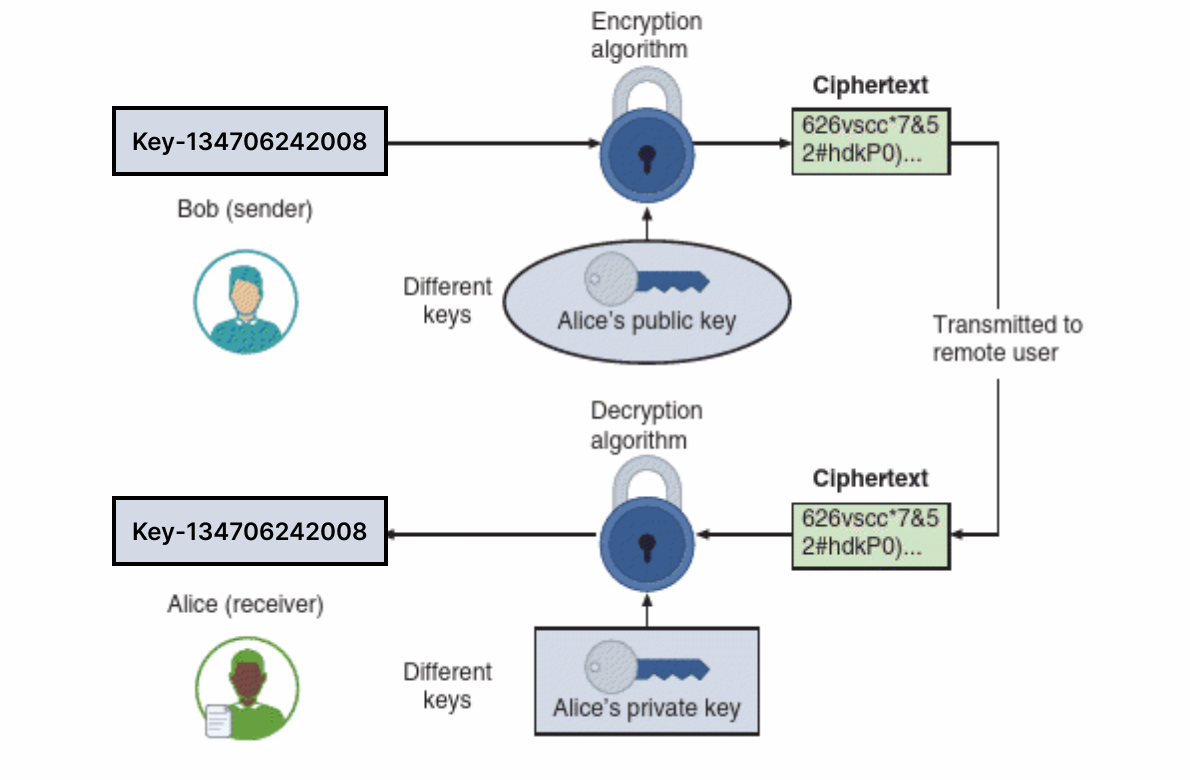 Encryption
algorithm
Ciphertext
Key-134706242008
626vscc*7&5
2#hdkP0)...
Bob (sender)
Different
keys
Alice's public key
Transmitted to
remote user
Decryption
algorithm
Ciphertext
Key-134706242008
626vscc*7&5
2#hdkP0)...
Alice (receiver)
Different
keys
Alice's private key